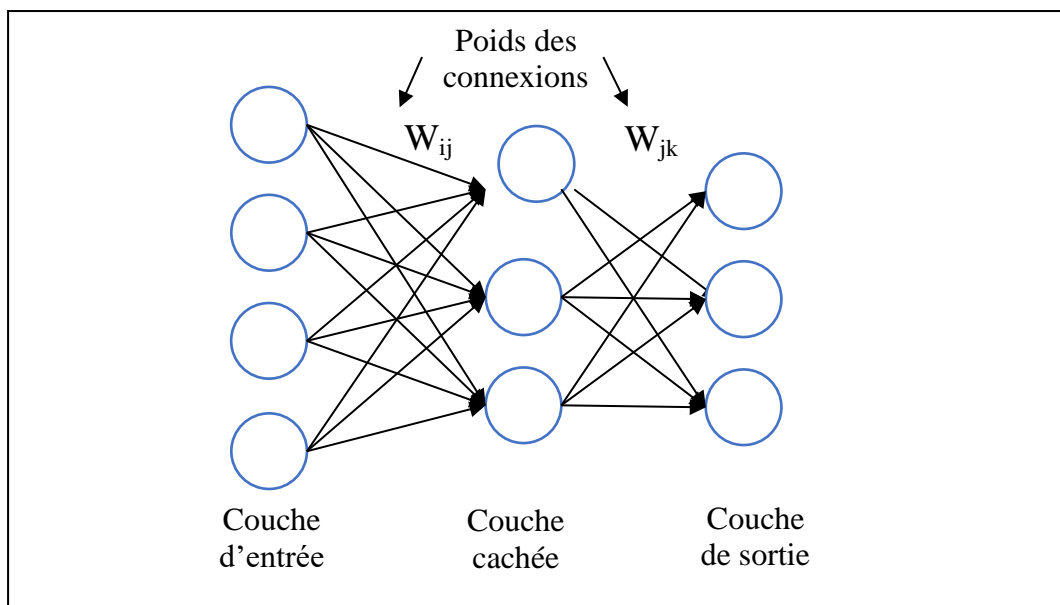 Poids des
connexions
Wij
Wjk
Couche
d’entrée
Couche
cachée
Couche
de sortie